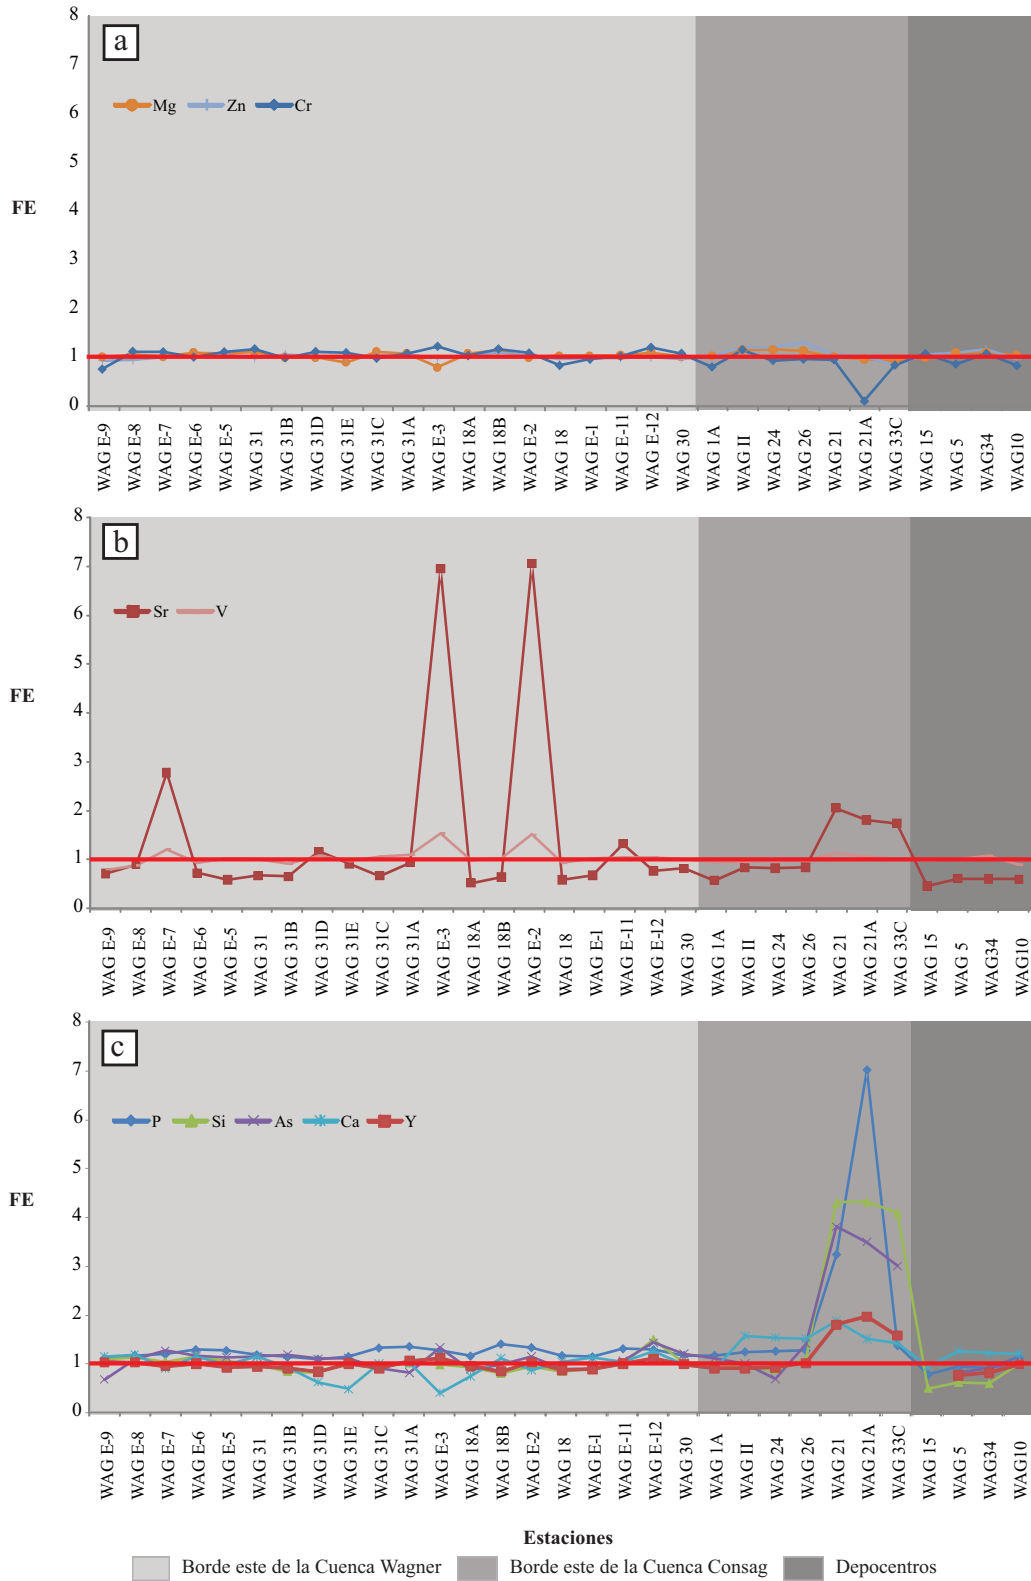 8
a
7
6
Mg Zn Cr
5
FE
4
3
2
1
0
WAG E-9
WAG E-8
WAG E-7
WAG E-6
WAG E-5
WAG 31
WAG 31B
WAG 31D
WAG 31E
WAG 31C
WAG 31A
WAG E-3
WAG 18A
WAG 18B
WAG E-2
WAG 18
WAG E-1
WAG E-11
WAG E-12
WAG 30
WAG 1A
WAG II
WAG 24
WAG 26
WAG 21
WAG 21A
WAG 33C
WAG 15
WAG 5
WAG34
WAG10
8
b
7
6
Sr V
5
FE
4
3
2
1
0
WAG E-9
WAG E-8
WAG E-7
WAG E-6
WAG E-5
WAG 31
WAG 31B
WAG 31D
WAG 31E
WAG 31C
WAG 31A
WAG E-3
WAG 18A
WAG 18B
WAG E-2
WAG 18
WAG E-1
WAG E-11
WAG E-12
WAG 30
WAG 1A
WAG II
WAG 24
WAG 26
WAG 21
WAG 21A
WAG 33C
WAG 15
WAG 5
WAG34
WAG10
8
c
7
6
P Si As Ca Y
5
FE
4
3
2
1
0
WAG E-9
WAG E-8
WAG E-7
WAG E-6
WAG E-5
WAG 31
WAG 31B
WAG 31D
WAG 31E
WAG 31C
WAG 31A
WAG E-3
WAG 18A
WAG 18B
WAG E-2
WAG 18
WAG E-1
WAG E-11
WAG E-12
WAG 30
WAG 1A
WAG II
WAG 24
WAG 26
WAG 21
WAG 21A
WAG 33C
WAG 15
WAG 5
WAG34
WAG10
Estaciones
Borde este de la Cuenca Wagner Borde este de la Cuenca Consag Depocentros